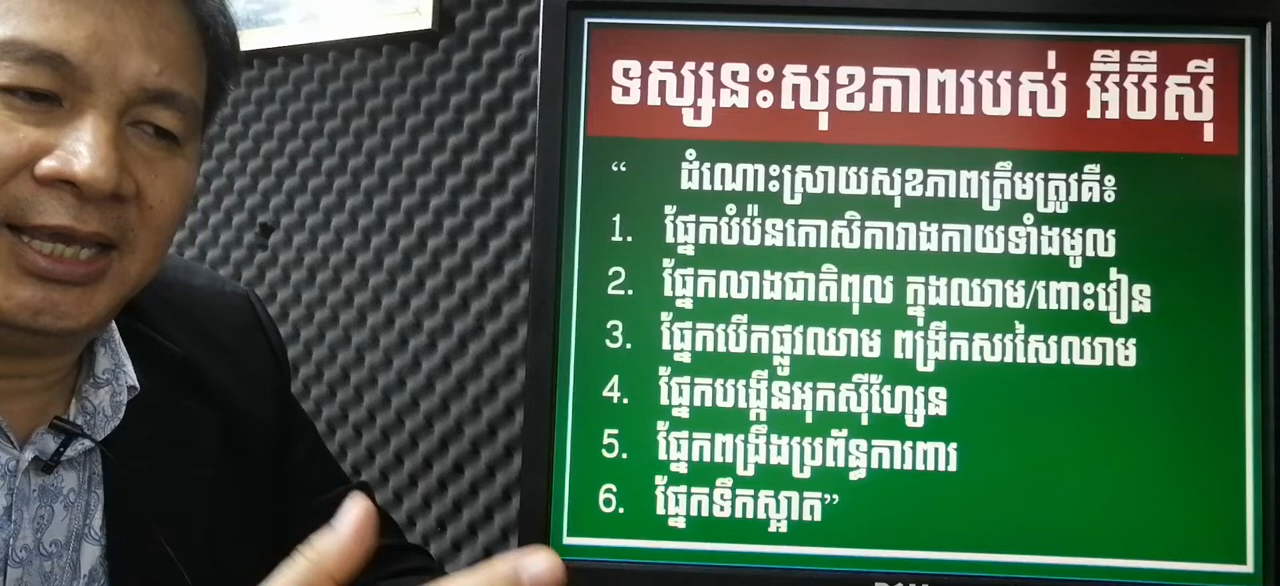 ទស្សនះសុខភាពរបស់ អ៊ីប៊ីស៊ី
“ ដំណោះស្រាយសុខភាពត្រឹមត្រូវគឺ៖
1. ផ្នែកបំប៉នកោសិការាងកាយទាំងមូល
2. ផ្នែកលាងជាតិពុល ក្នុងឈាម/ពោះវៀន
3. ផ្នែកបើកផ្លូវឈាម ពង្រីកសរសៃឈាម
4. ផ្នែកបង្កើនអុកស៊ីហ្សែន
5. ផ្នែកពង្រឹងប្រព័ន្ធការពារ
6. ផ្នែកទឹកស្អាត”